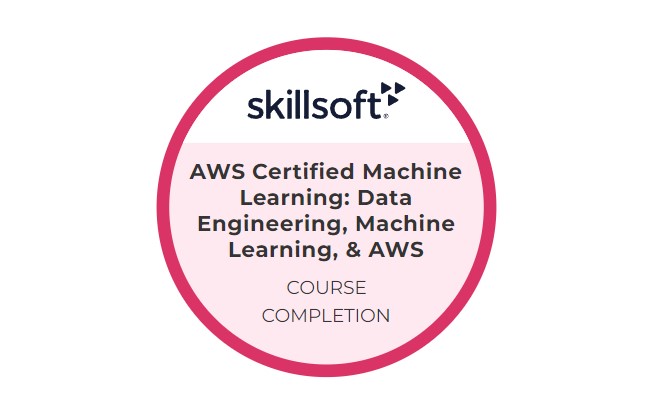 skillsoft®
AWS Certified Machine
Learning: Data
Engineering, Machine
Learning, & AWS
COURSE
COMPLETION